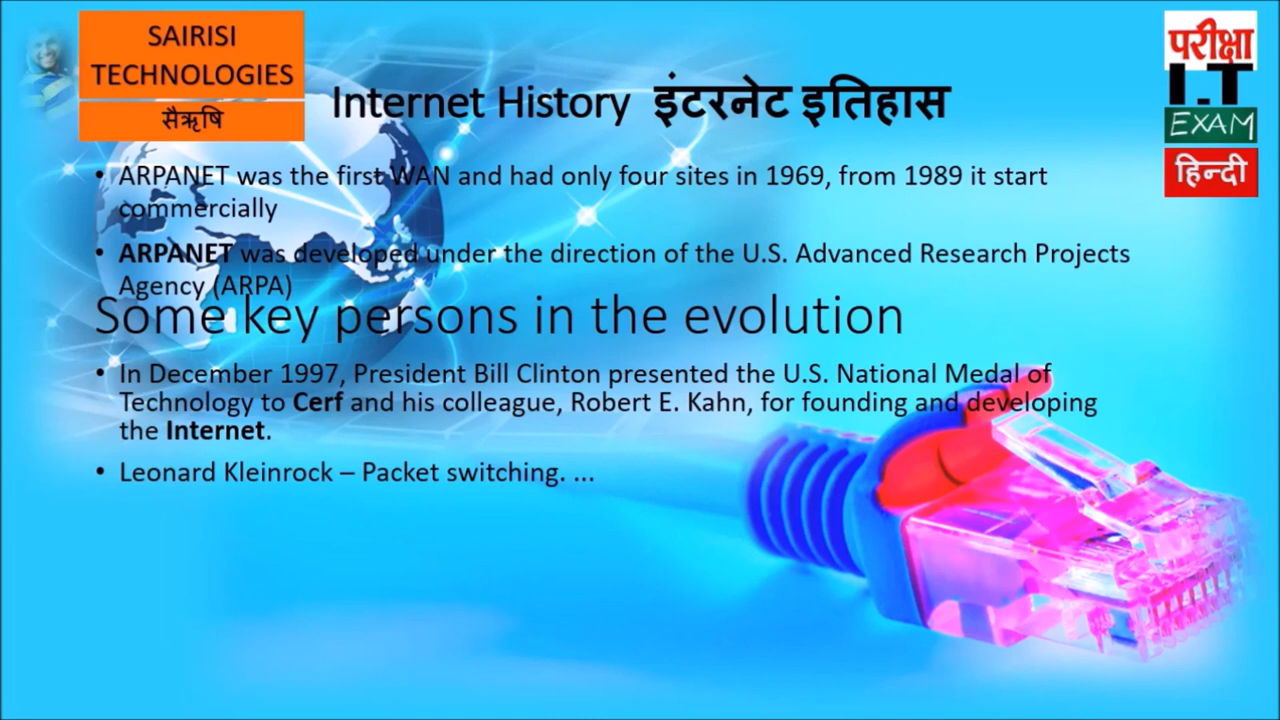 SAIRISI
TECHNOLOGIES
सैऋषि
Internet History इंटरनेट इतिहास
परीक्षा
I.T
EXAM
हिन्दी
• ARPANET was the first WAN and had only four sites in 1969, from 1989 it start
commercially
• ARPANET was developed under the direction of the U.S. Advanced Research Projects
Agency (ARPA)
Some key persons in the evolution
• In December 1997, President Bill Clinton presented the U.S. National Medal of
Technology to Cerf and his colleague, Robert E. Kahn, for founding and developing
the Internet.
• Leonard Kleinrock – Packet switching. ...